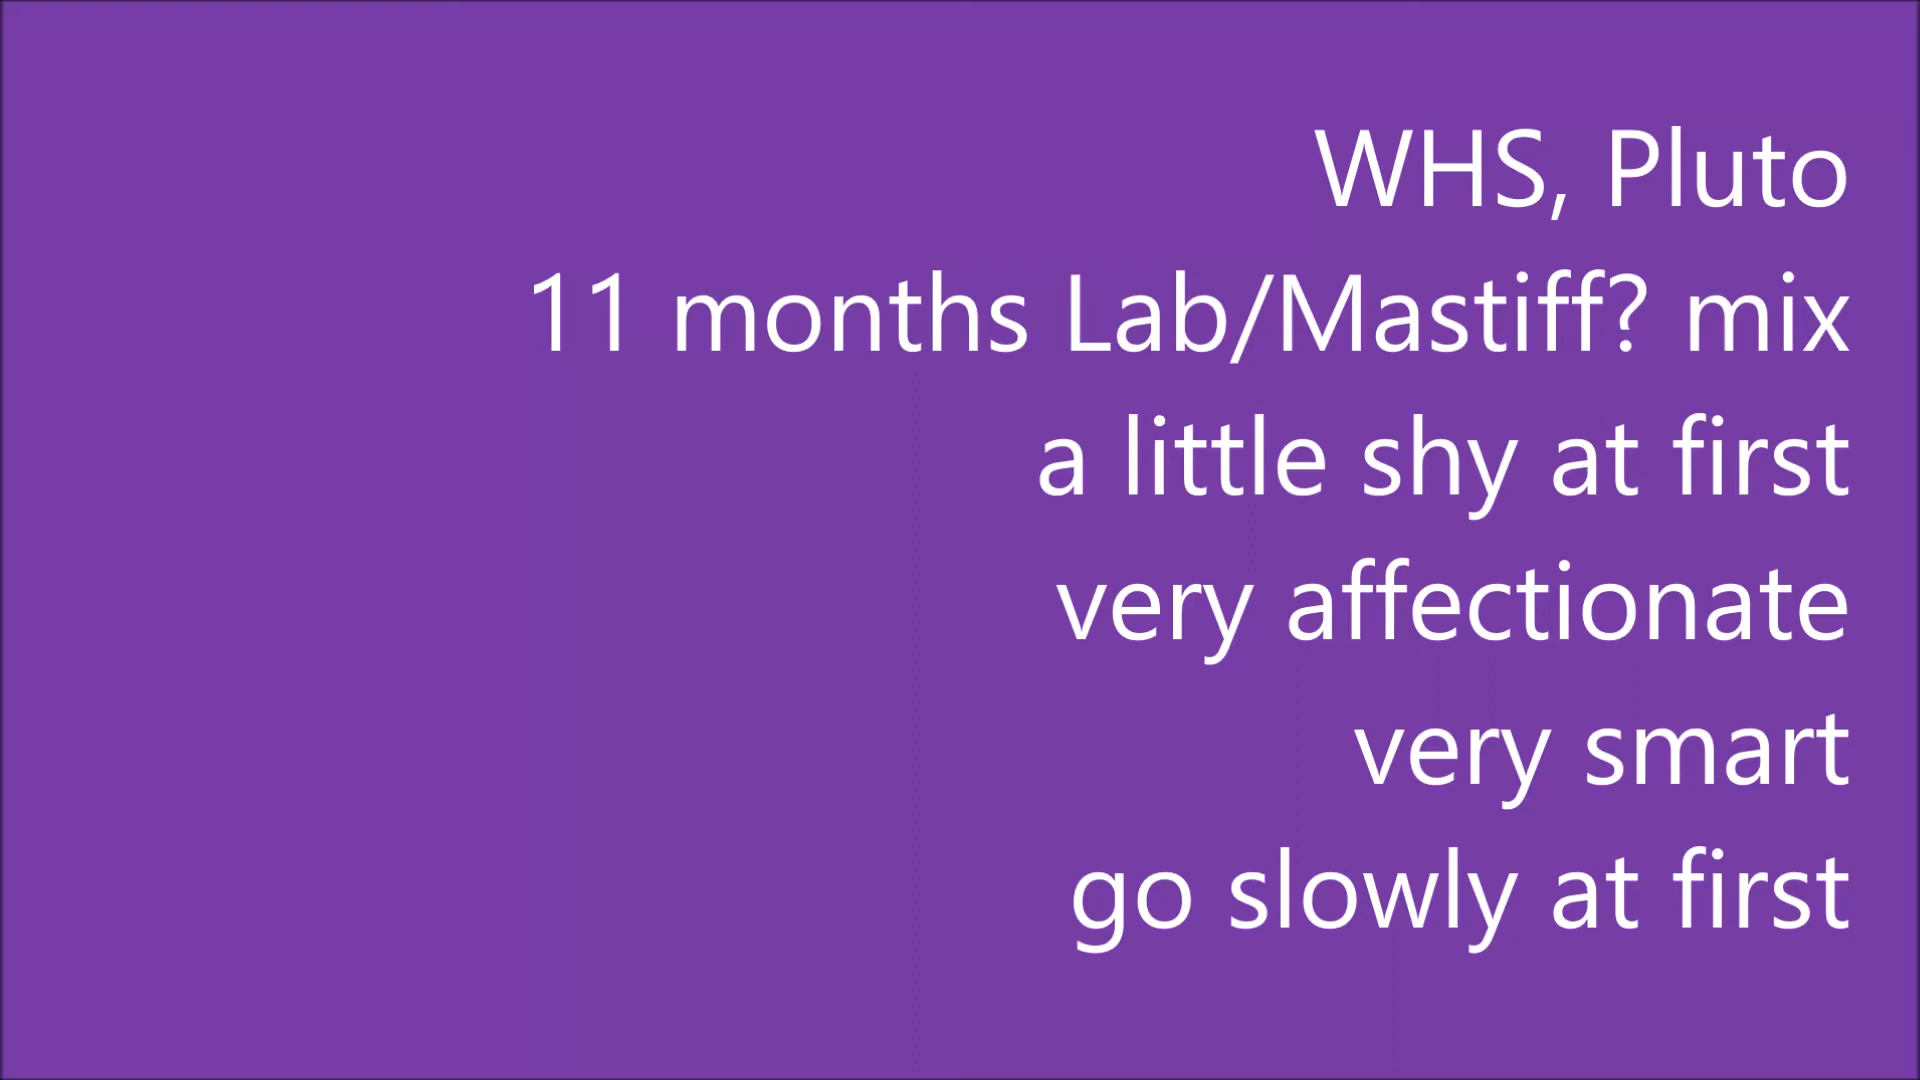 WHS, Pluto
11 months Lab/Mastiff? mix
a little shy at first
very affectionate
very smart
go slowly at first